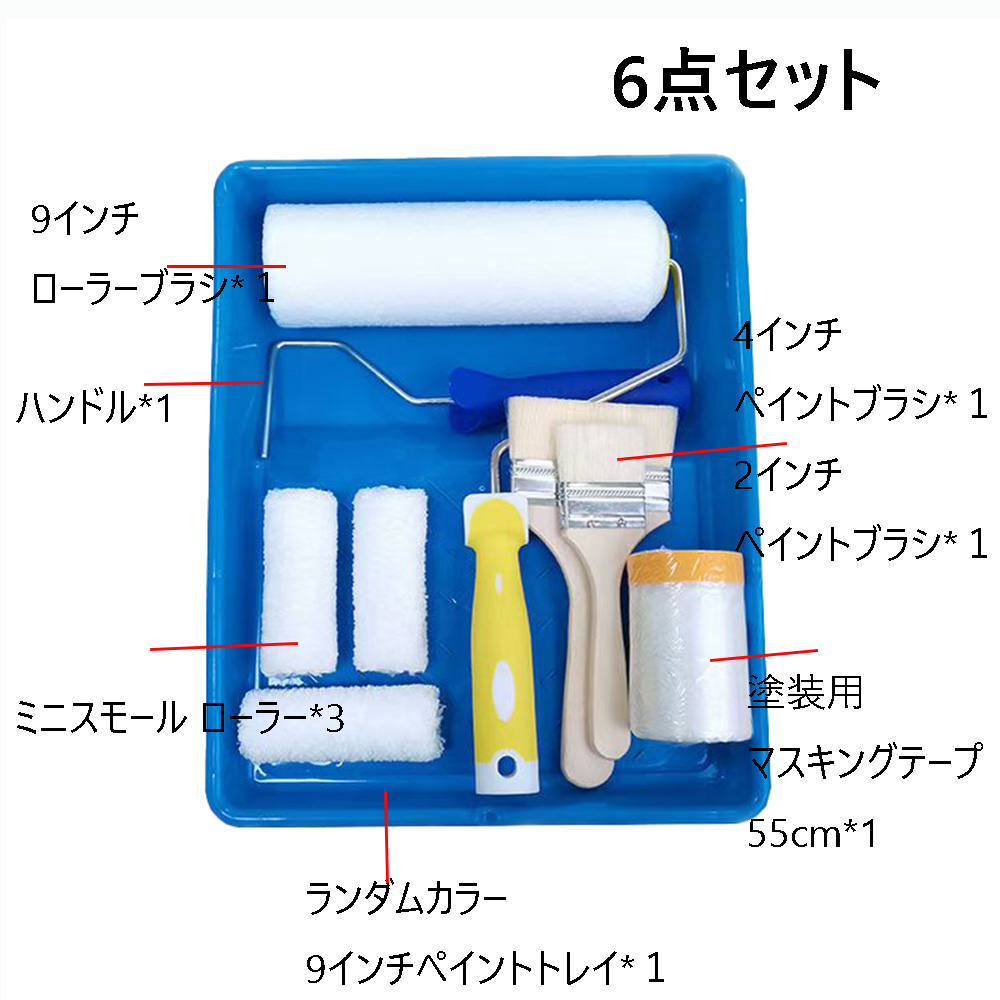 6点セット
9インチ
ローラーブラシ* 1
ハンドル*1
4インチ
ペイントブラシ* 1
2インチ
ペイントブラシ* 1
ミニスモール ローラー*3
塗装用
マスキングテープ
55cm*1
ランダムカラー
9インチペイントトレイ* 1